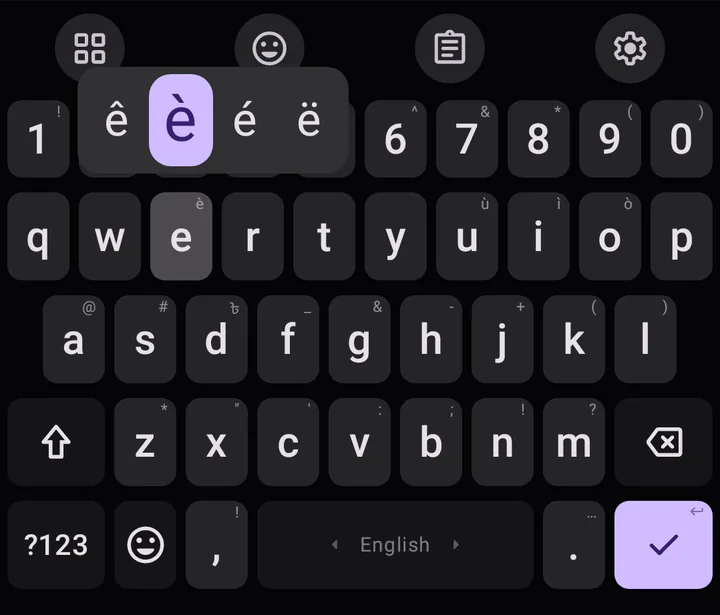 ê è é ë
1 ! 6 ^ 7 & 8 * 9 ( 0 )
q w e è r t y u ù i ì o ò p
a @ s # d ъ f _ g & h - j + k ( l )
z * x " c ' v : b ; n ! m ?
?123 , ! English . …